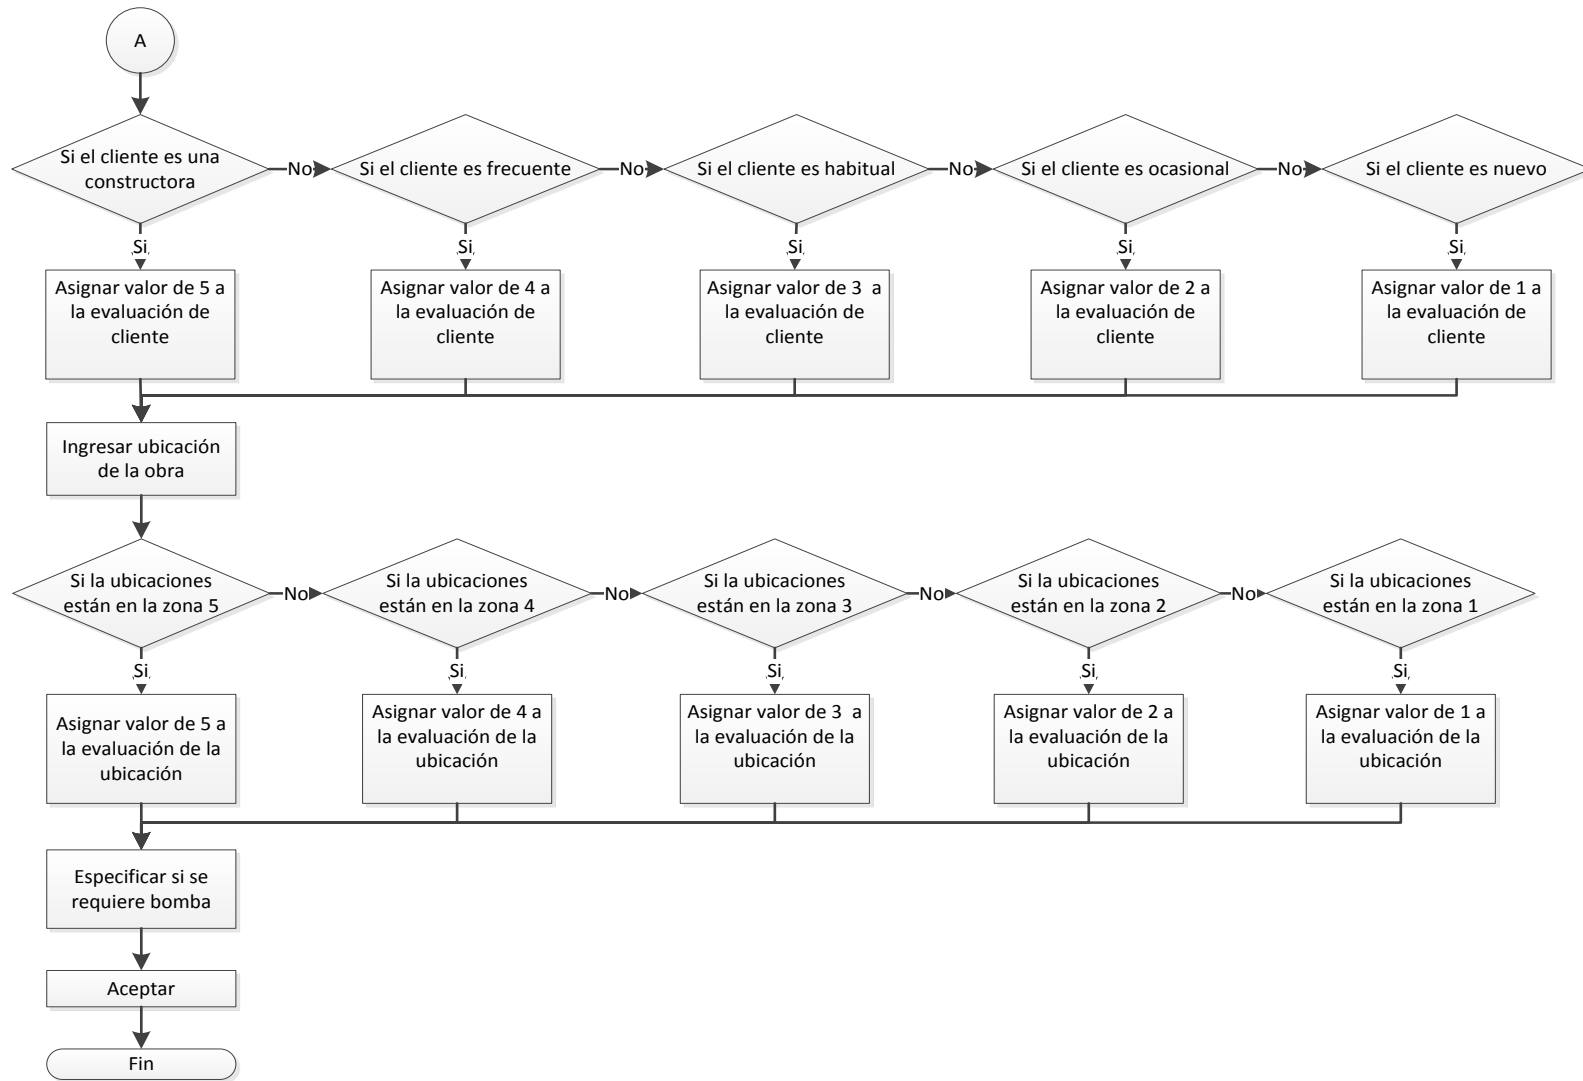 A
Si el cliente es una
constructora
No
Si el cliente es frecuente
No
Si el cliente es habitual
No
Si el cliente es ocasional
No
Si el cliente es nuevo
Si
Si
Si
Si
Si
Asignar valor de 5 a
la evaluación de
cliente
Asignar valor de 4 a
la evaluación de
cliente
Asignar valor de 3 a
la evaluación de
cliente
Asignar valor de 2 a
la evaluación de
cliente
Asignar valor de 1 a
la evaluación de
cliente
Ingresar ubicación
de la obra
Si la ubicaciones
están en la zona 5
No
Si la ubicaciones
están en la zona 4
No
Si la ubicaciones
están en la zona 3
No
Si la ubicaciones
están en la zona 2
No
Si la ubicaciones
están en la zona 1
Si
Si
Si
Si
Si
Asignar valor de 5 a
la evaluación de la
ubicación
Asignar valor de 4 a
la evaluación de la
ubicación
Asignar valor de 3 a
la evaluación de la
ubicación
Asignar valor de 2 a
la evaluación de la
ubicación
Asignar valor de 1 a
la evaluación de la
ubicación
Especificar si se
requiere bomba
Aceptar
Fin